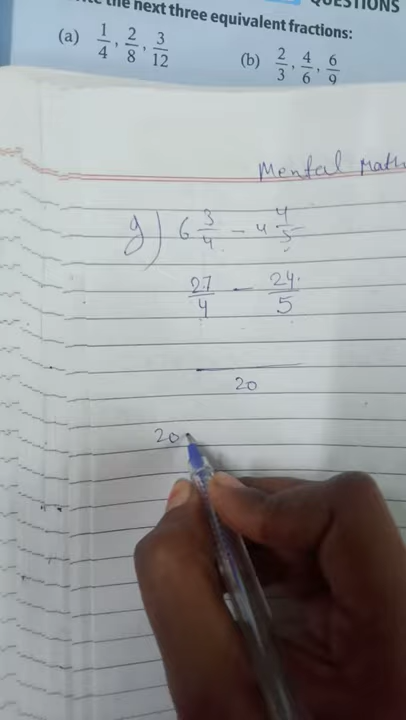 the next three equivalent fractions:
QUESTIONS
(a) 1/4, 2/8, 3/12
(b) 2/3, 4/6, 6/9
Mental Math
g) 6 3/4 - 4 4/5
27/4 - 24/5
20
20